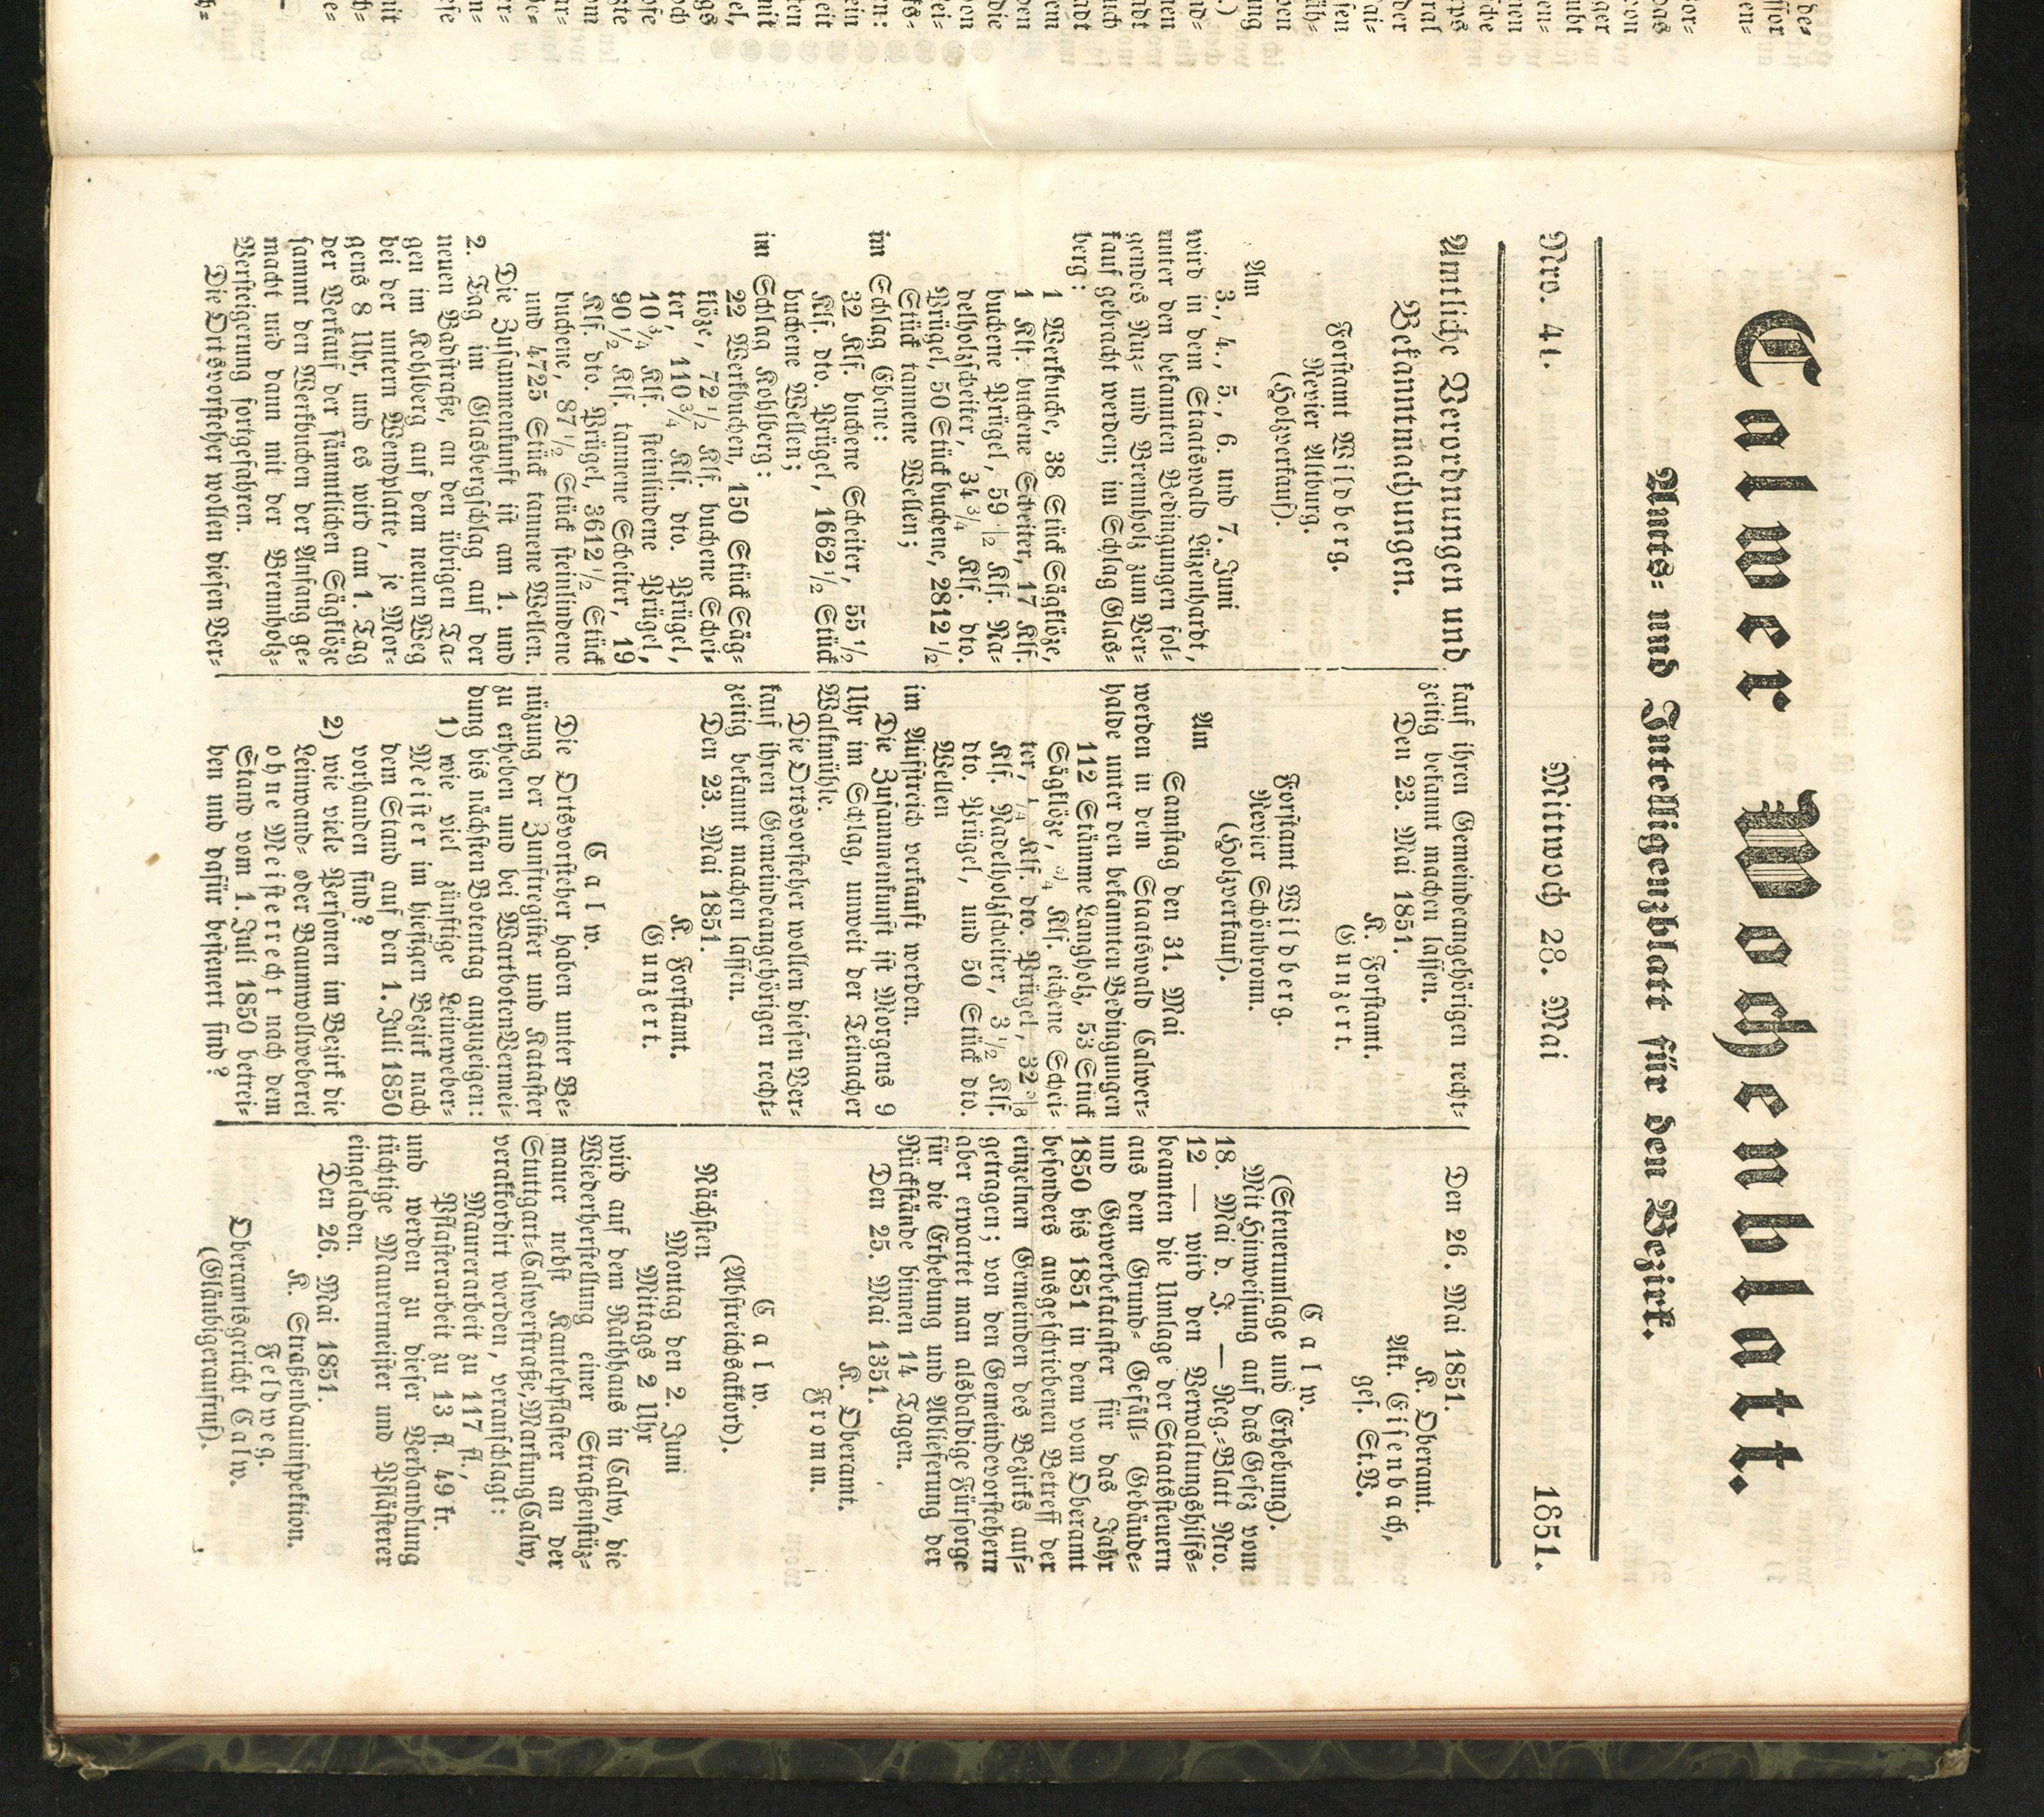 Calwer Wochenblatt.
Amts- und Intelligenzblatt für den Bezirk.
Nro. 41. Mittwoch 28. Mai 1851.
Amtliche Verordnungen und
Bekanntmachungen.
Forstamt Wildberg.
Revier Altburg.
(Holzverkauf).
Am
3., 4., 5., 6. und 7. Juni
wird in dem Staatswald Lüzenhardt,
unter den bekannten Bedingungen fol-
gendes Nuz- und Brennholz zum Ver-
kauf gebracht werden; im Schlag Glas-
berg:
1 Werkbuche, 38 Stück Sägklöze,
1 Klf. buchene Scheiter, 17 Klf.
buchene Prügel, 59 1/2 Klf. Na-
delholzscheiter, 34 3/4 Klf. dto.
Prügel, 50 Stück buchene, 2812 1/2
Stück tannene Wellen;
im Schlag Ebene:
32 Klf. buchene Scheiter, 55 1/2
Klf. dto. Prügel, 1662 1/2 Stück
buchene Wellen;
im Schlag Kohlberg:
22 Werkbuchen, 150 Stück Säg-
klöze, 72 1/2 Klf. buchene Schei-
ter, 110 3/4 Klf. dto. Prügel,
10 3/4 Klf. steinlindene Prügel,
90 1/2 Klf. tannene Scheiter, 19
Klf. dto. Prügel, 3612 1/2 Stück
buchene, 87 1/2 Stück steinlindene
und 4725 Stück tannene Wellen.
Die Zusammenkunft ist am 1. und
2. Tag im Glasbergschlag auf der
neuen Badstraße, an den übrigen Ta-
gen im Kohlberg auf dem neuen Weg
bei der untern Wendplatte, je Mor-
gens 8 Uhr, und es wird am 1. Tag
der Verkauf der sämmtlichen Sägklöze
sammt den Werkbuchen der Anfang ge-
macht und dann mit der Brennholz-
Versteigerung fortgefahren.
Die Ortsvorsteher wollen diesen Ver-
kauf ihren Gemeindeangehörigen recht-
zeitig bekannt machen lassen.
Den 23. Mai 1851.
K. Forstamt.
Gunzert.
Forstamt Wildberg.
Revier Schönbronn.
(Holzverkauf).
Am
Samstag den 31. Mai
werden in dem Staatswald Calwer-
halde unter den bekannten Bedingungen
112 Stämme Langholz, 53 Stück
Sägklöze, 3/4 Klf. eichene Schei-
ter, 1/4 Klf. dto. Prügel, 32 3/8
Klf. Nadelholzscheiter, 3 1/2 Klf.
dto. Prügel, und 50 Stück dto.
Wellen
im Aufstreich verkauft werden.
Die Zusammenkunft ist Morgens 9
Uhr im Schlag, unweit der Teinacher
Walkmühle.
Die Ortsvorsteher wollen diesen Ver-
kauf ihren Gemeindeangehörigen recht-
zeitig bekannt machen lassen.
Den 23. Mai 1851.
K. Forstamt.
Gunzert.
Calw.
Die Ortsvorsteher haben unter Be-
nüzung der Zunftregister und Kataster
zu erheben und bei Wartboten Vermei-
dung bis nächsten Botentag anzuzeigen:
1) wie viel zünftige Leineweber-
Meister im hiesigen Bezirk nach
dem Stand auf den 1. Juli 1850
vorhanden sind?
2) wie viele Personen im Bezirk die
Leinwand- oder Baumwollweberei
ohne Meisterrecht nach dem
Stand vom 1. Juli 1850 betrei-
ben und dafür besteuert sind?
Den 26. Mai 1851.
K. Oberamt.
Akt. Eisenbach,
ges. St.V.
Calw.
(Steuerumlage und Erhebung).
Mit Hinweisung auf das Gesez vom
18. Mai d. J. — Reg.-Blatt Nro.
12 — wird den Verwaltungshilfs-
beamten die Umlage der Staatssteuern
aus dem Grund- Gefäll- Gebäude-
und Gewerbekataster für das Jahr
1850 bis 1851 in dem vom Oberamt
besonders ausgeschriebenen Betreff der
einzelnen Gemeinden des Bezirks auf-
getragen; von den Gemeindevorstehern
aber erwartet man alsbaldige Fürsorge
für die Erhebung und Ablieferung der
Rückstände binnen 14 Tagen.
Den 25. Mai 1851.
K. Oberamt.
Fromm.
Calw.
(Abstreichsakkord).
Nächsten
Montag den 2. Juni
Mittags 2 Uhr
wird auf dem Rathhaus in Calw, die
Wiederherstellung einer Straßenstüz-
mauer nebst Kantelpflaster an der
Stuttgart-Calwerstraße, Markung Calw,
verakkordirt werden, veranschlagt:
Maurerarbeit zu 117 fl.,
Pflasterarbeit zu 13 fl. 49 kr.
und werden zu dieser Verhandlung
tüchtige Maurermeister und Pflästerer
eingeladen.
Den 26. Mai 1851.
K. Straßenbauinspektion.
Feldweg.
Oberamtsgericht Calw.
(Gläubigeraufruf).